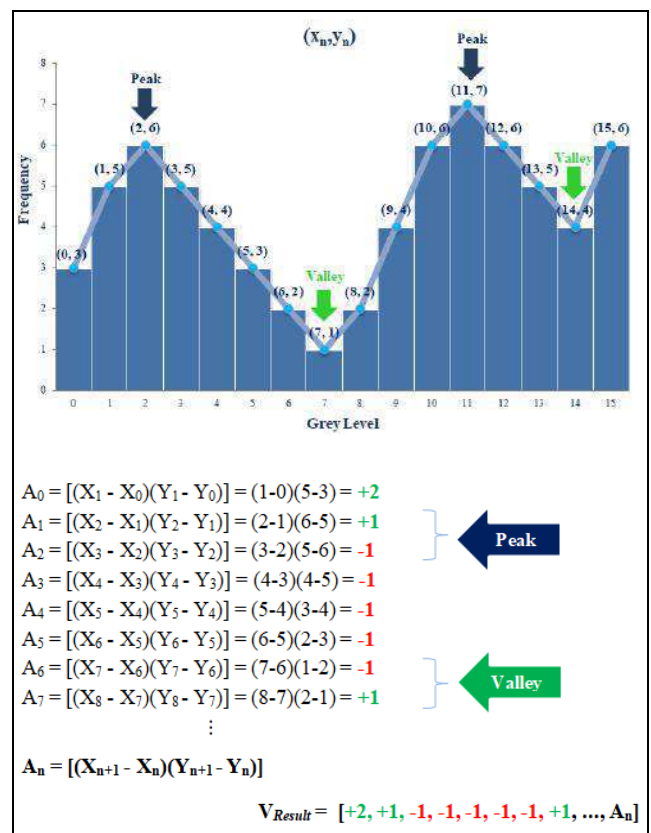 (xₙ,yₙ)
Peak
Peak
8
7
6
5
4
3
2
1
0
Frequency
(0, 3)
(1, 5)
(2, 6)
(3, 5)
(4, 4)
(5, 3)
(6, 2)
Valley
(7, 1)
(8, 2)
(9, 4)
(10, 6)
(11, 7)
(12, 6)
(13, 5)
Valley
(14, 4)
(15, 6)
0 1 2 3 4 5 6 7 8 9 10 11 12 13 14 15
Grey Level
A₀ = [(X₁ - X₀)(Y₁ - Y₀)] = (1-0)(5-3) = +2
A₁ = [(X₂ - X₁)(Y₂ - Y₁)] = (2-1)(6-5) = +1
A₂ = [(X₃ - X₂)(Y₃ - Y₂)] = (3-2)(5-6) = -1
Peak
A₃ = [(X₄ - X₃)(Y₄ - Y₃)] = (4-3)(4-5) = -1
A₄ = [(X₅ - X₄)(Y₅ - Y₄)] = (5-4)(3-4) = -1
A₅ = [(X₆ - X₅)(Y₆ - Y₅)] = (6-5)(2-3) = -1
A₆ = [(X₇ - X₆)(Y₇ - Y₆)] = (7-6)(1-2) = -1
A₇ = [(X₈ - X₇)(Y₈ - Y₇)] = (8-7)(2-1) = +1
Valley
⋮
Aₙ = [(Xₙ₊₁ - Xₙ)(Yₙ₊₁ - Yₙ)]
V_Result = [+2, +1, -1, -1, -1, -1, -1, +1, ..., Aₙ]